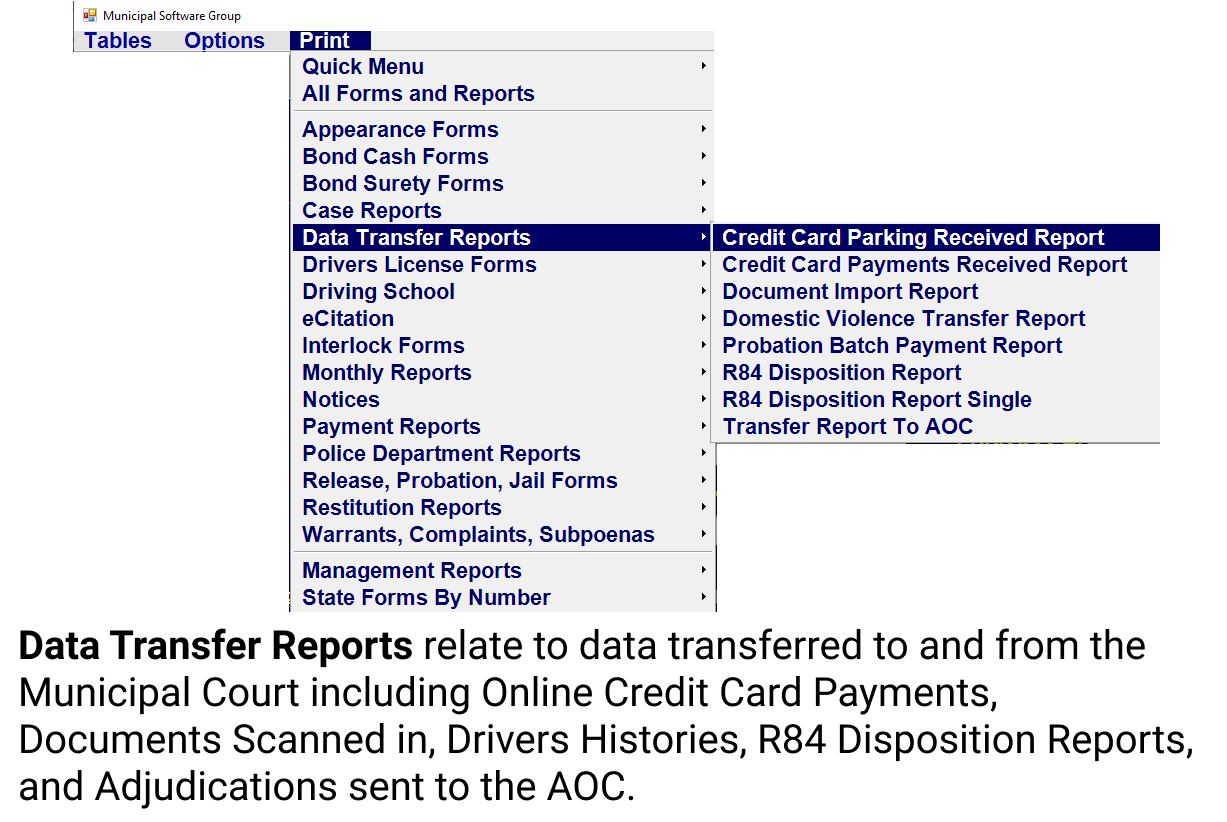 Municipal Software Group
Tables Options Print
Quick Menu
All Forms and Reports
Appearance Forms
Bond Cash Forms
Bond Surety Forms
Case Reports
Data Transfer Reports
Drivers License Forms
Driving School
eCitation
Interlock Forms
Monthly Reports
Notices
Payment Reports
Police Department Reports
Release, Probation, Jail Forms
Restitution Reports
Warrants, Complaints, Subpoenas
Management Reports
State Forms By Number
Credit Card Parking Received Report
Credit Card Payments Received Report
Document Import Report
Domestic Violence Transfer Report
Probation Batch Payment Report
R84 Disposition Report
R84 Disposition Report Single
Transfer Report To AOC
Data Transfer Reports relate to data transferred to and from the
Municipal Court including Online Credit Card Payments,
Documents Scanned in, Drivers Histories, R84 Disposition Reports,
and Adjudications sent to the AOC.